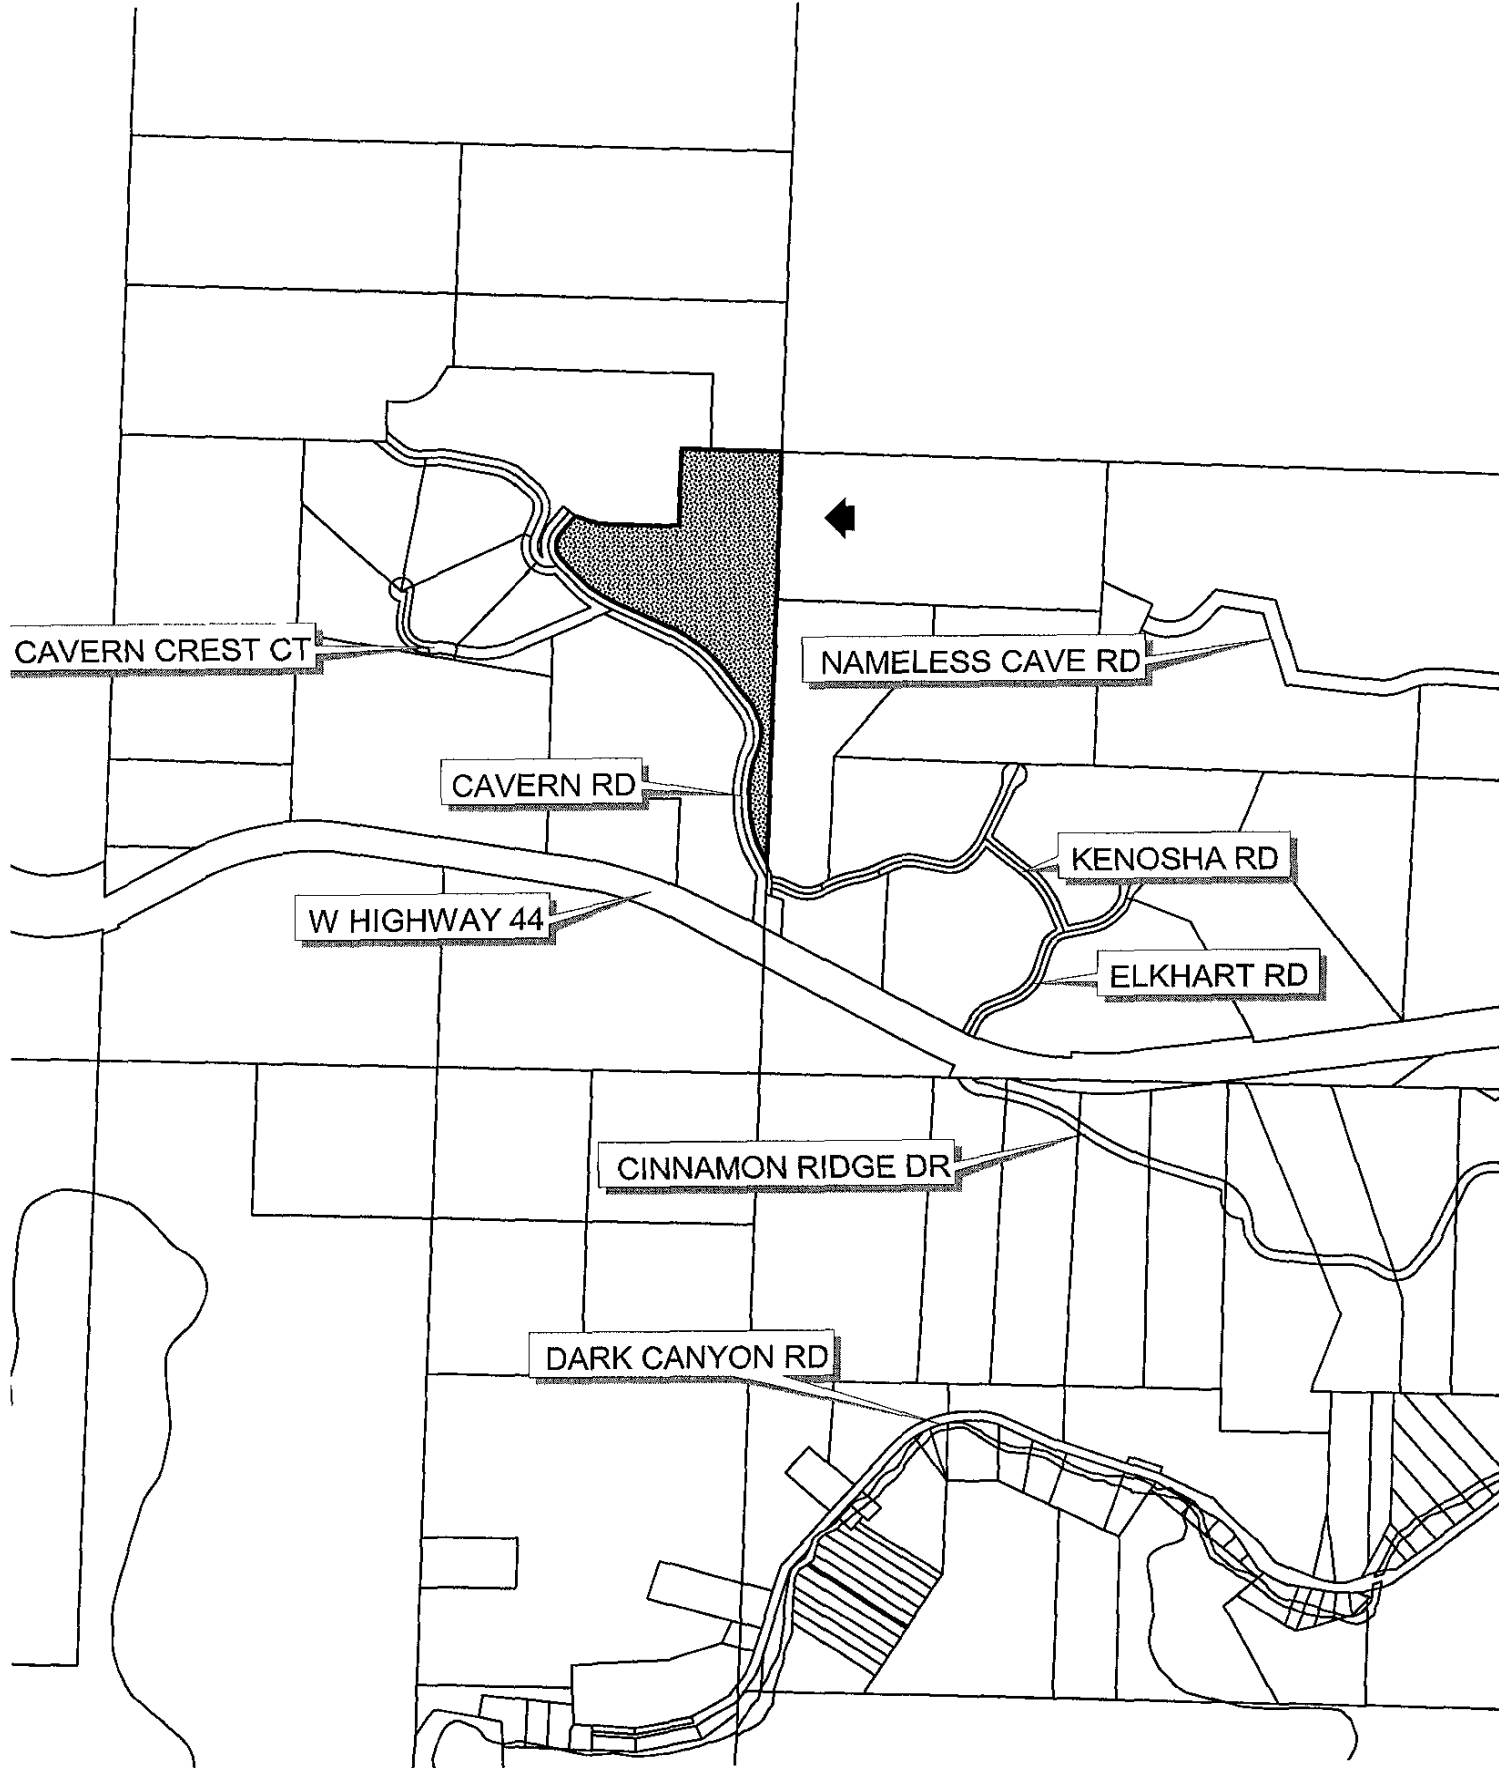 CAVERN CREST CT
NAMELESS CAVE RD
CAVERN RD
KENOSHA RD
W HIGHWAY 44
ELKHART RD
CINNAMON RIDGE DR
DARK CANYON RD